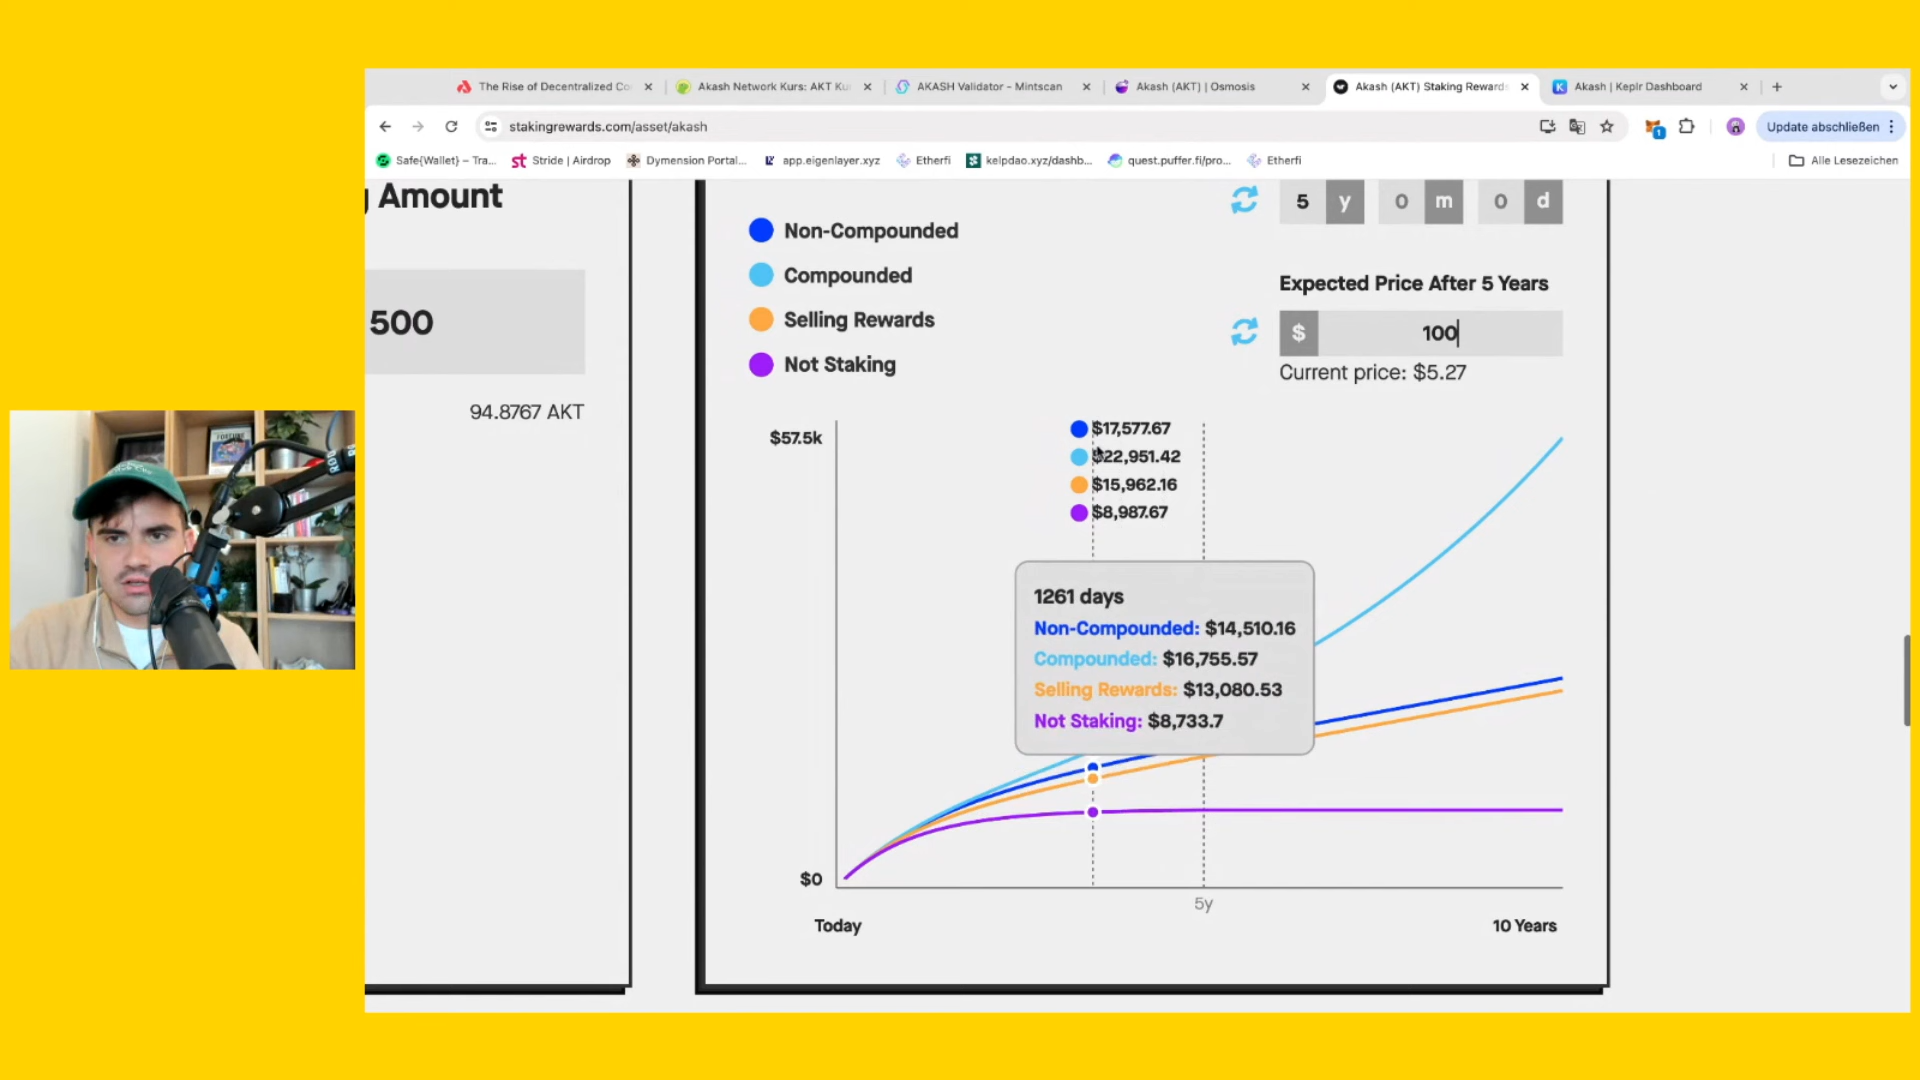 The Rise of Decentralized Co
Akash Network Kurs: AKT Ku
AKASH Validator – Mintscan
Akash (AKT) | Osmosis
Akash (AKT) Staking Reward
Akash | Keplr Dashboard
stakingrewards.com/asset/akash
1
Update abschließen
Safe{Wallet} – Tra...
Stride | Airdrop
Dymension Portal...
app.eigenlayer.xyz
Etherfi
kelpdao.xyz/dashb...
quest.puffer.fi/pro...
Etherfi
Alle Lesezeichen
Amount
500
94.8767 AKT
Non-Compounded
Compounded
Selling Rewards
Not Staking
5 y 0 m 0 d
Expected Price After 5 Years
$ 100
Current price: $5.27
$57.5k
$17,577.67
$22,951.42
$15,962.16
$8,987.67
1261 days
Non-Compounded: $14,510.16
Compounded: $16,755.57
Selling Rewards: $13,080.53
Not Staking: $8,733.7
$0
5y
Today
10 Years
FORTUNE